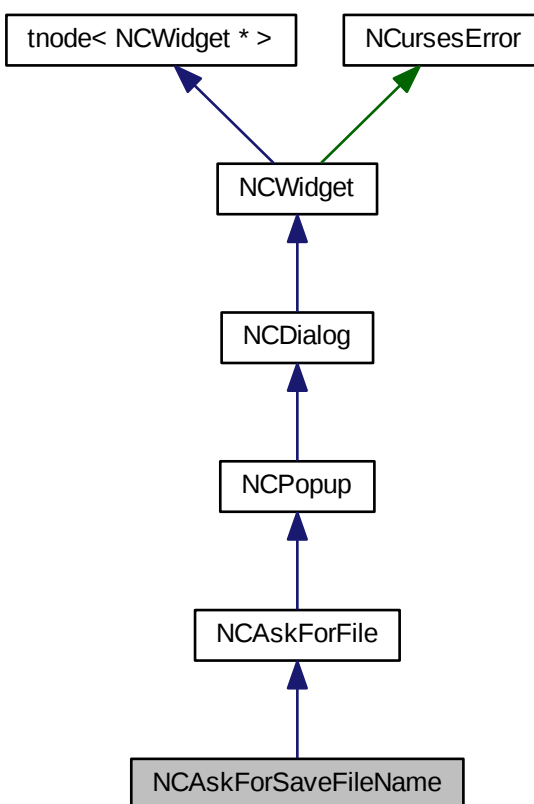 tnode< NCWidget * >
NCursesError
NCWidget
NCDialog
NCPopup
NCAskForFile
NCAskForSaveFileName